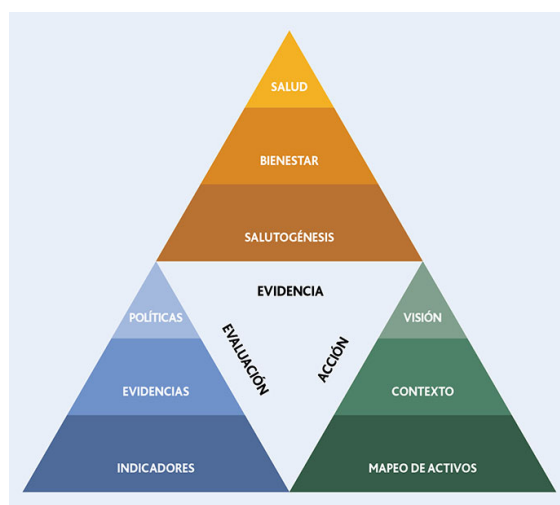 SALUD
BIENESTAR
SALUTOGÉNESIS
EVIDENCIA
POLÍTICAS
EVALUACIÓN
ACCIÓN
VISIÓN
EVIDENCIAS
CONTEXTO
INDICADORES
MAPEO DE ACTIVOS